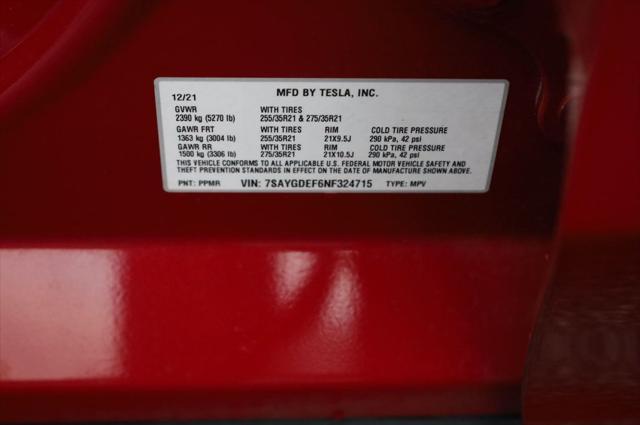 MFD BY TESLA, INC.
12/21
GVWR WITH TIRES
2390 kg (5270 lb) 255/35R21 & 275/35R21
GAWR FRT WITH TIRES RIM COLD TIRE PRESSURE
1363 kg (3004 lb) 255/35R21 21X9.5J 290 kPa, 42 psi
GAWR RR WITH TIRES RIM COLD TIRE PRESSURE
1500 kg (3306 lb) 275/35R21 21X10.5J 290 kPa, 42 psi
THIS VEHICLE CONFORMS TO ALL APPLICABLE U.S. FEDERAL MOTOR VEHICLE SAFETY AND
THEFT PREVENTION STANDARDS IN EFFECT ON THE DATE OF MANUFACTURE SHOWN ABOVE.
PNT: PPMR VIN: 7SAYGDEF6NF324715 TYPE: MPV